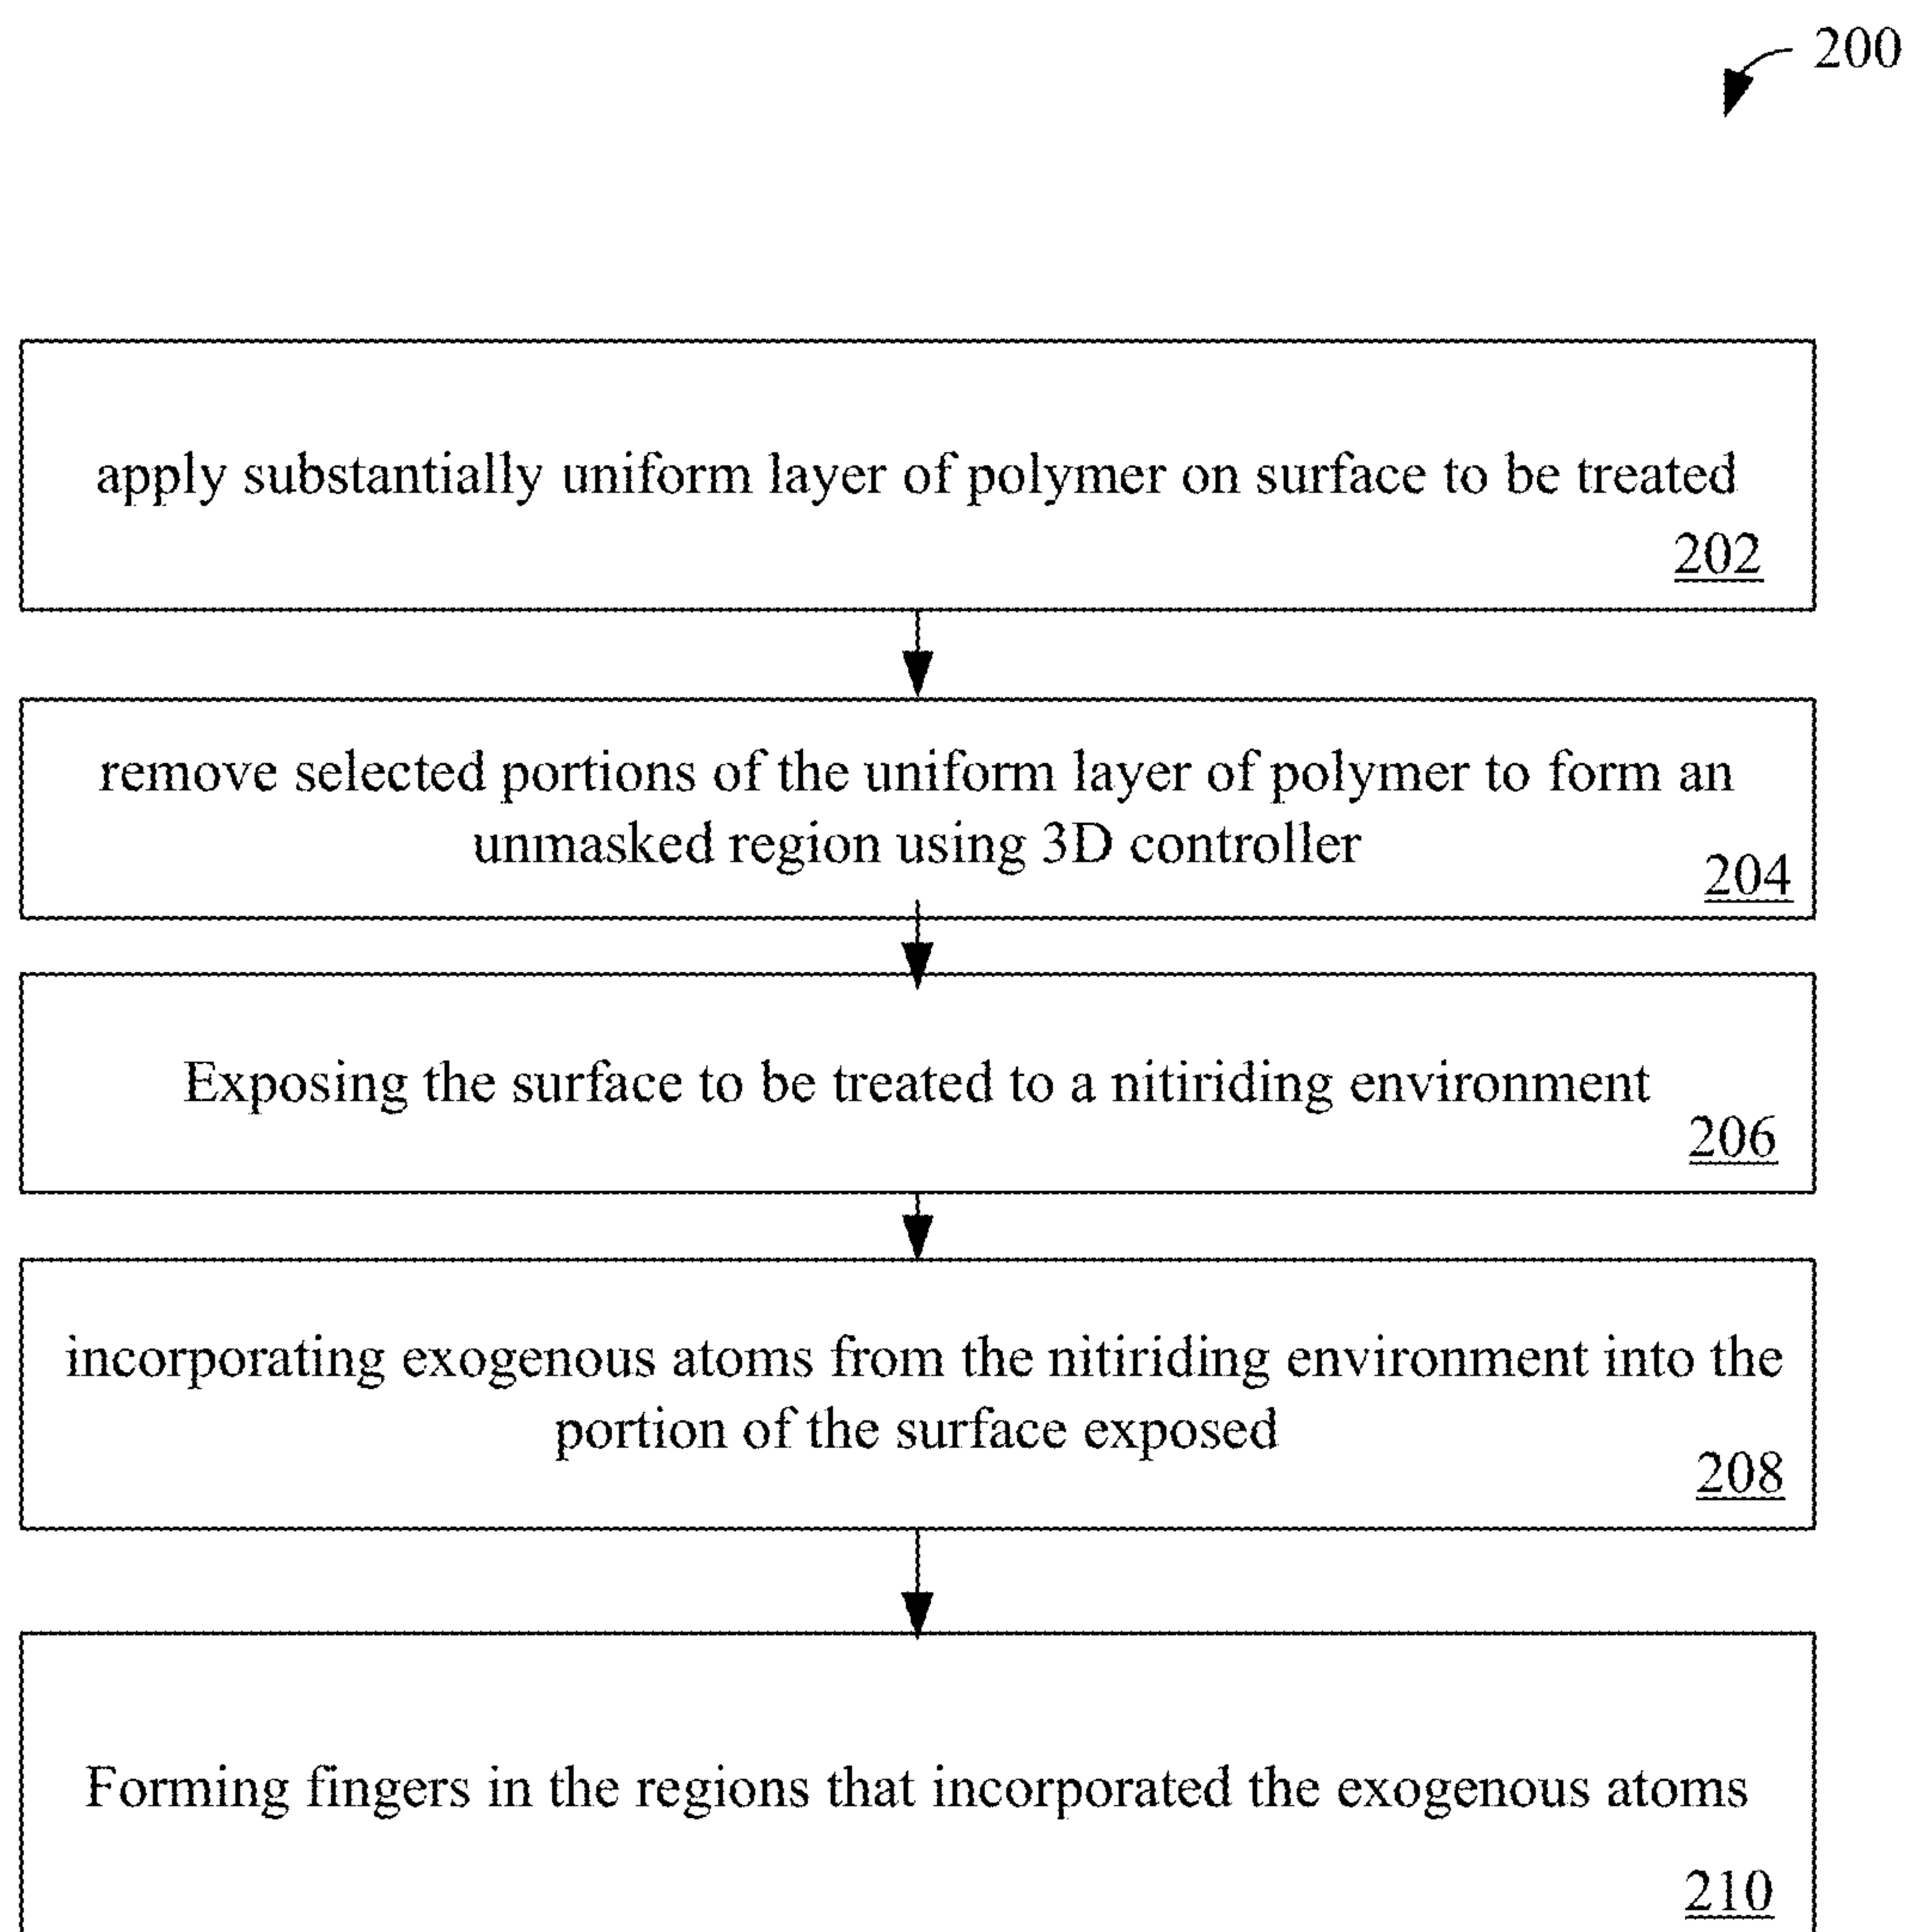 200
apply substantially uniform layer of polymer on surface to be treated
202
remove selected portions of the uniform layer of polymer to form an
unmasked region using 3D controller
204
Exposing the surface to be treated to a nitiriding environment
206
incorporating exogenous atoms from the nitiriding environment into the
portion of the surface exposed
208
Forming fingers in the regions that incorporated the exogenous atoms
210